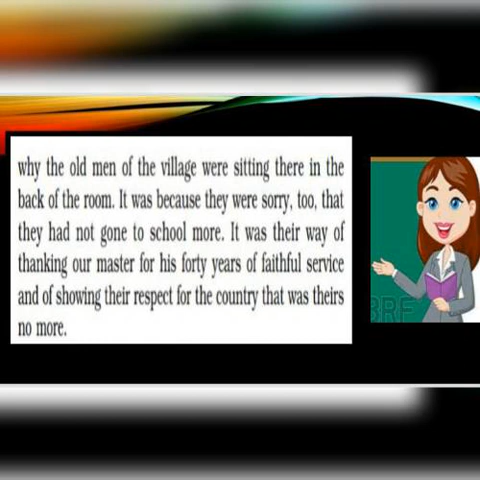 why the old men of the village were sitting there in the
back of the room. It was because they were sorry, too, that
they had not gone to school more. It was their way of
thanking our master for his forty years of faithful service
and of showing their respect for the country that was theirs
no more.
BRF